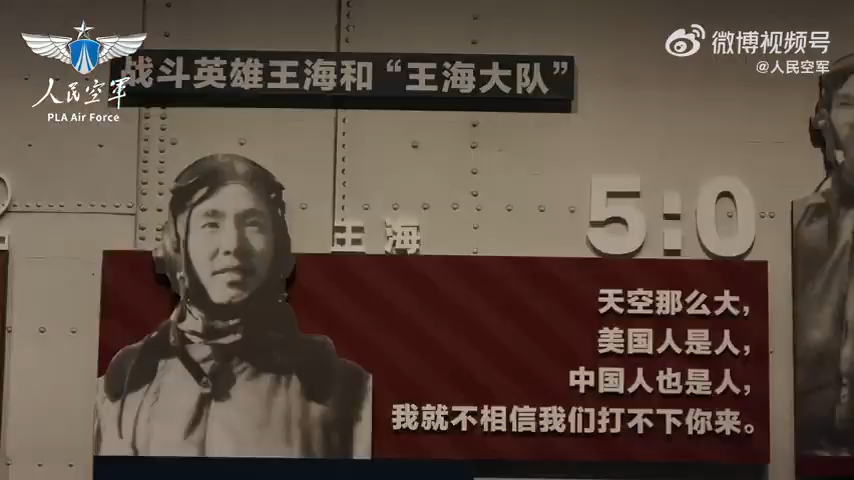 人民空軍
PLA Air Force
微博视频号
@人民空军
战斗英雄王海和“王海大队”
王海
5:0
天空那么大，
美国人是人，
中国人也是人，
我就不相信我们打不下你来。